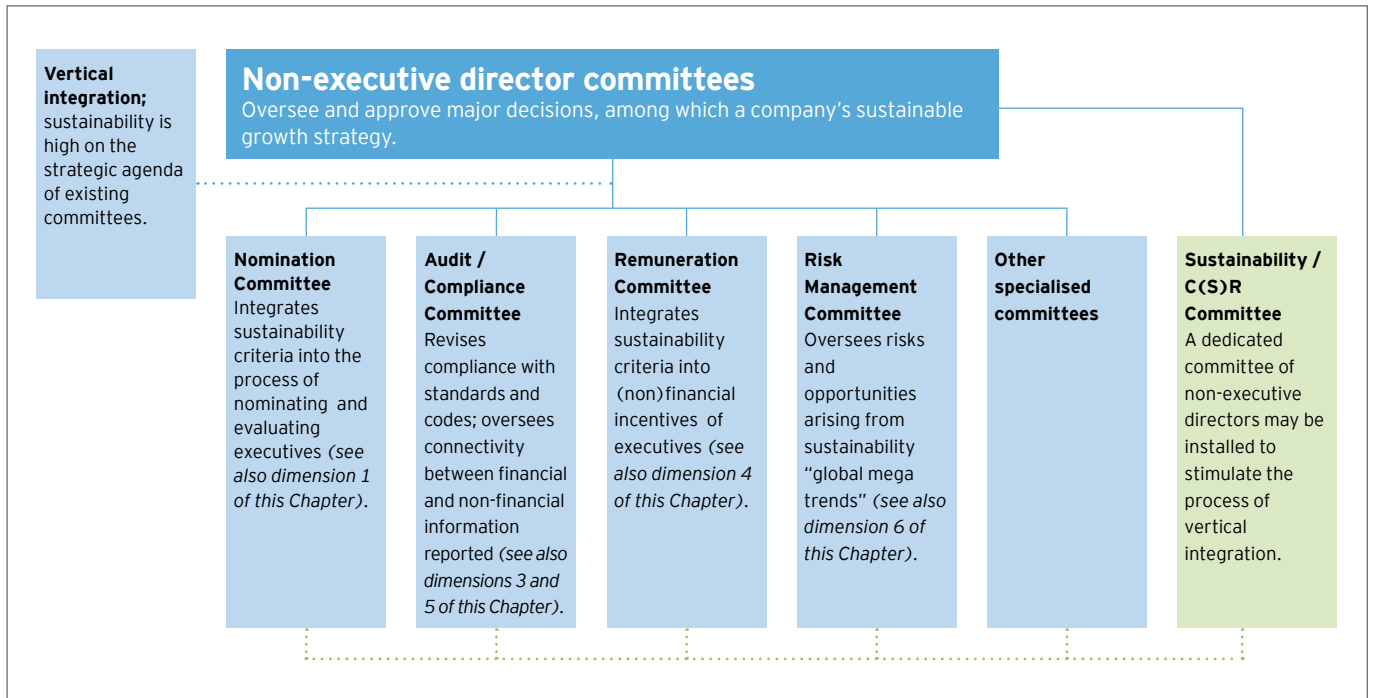 Vertical
integration;
sustainability is
high on the
strategic agenda
of existing
committees.
Non-executive director committees
Oversee and approve major decisions, among which a company’s sustainable
growth strategy.
Nomination
Committee
Integrates
sustainability
criteria into the
process of
nominating and
evaluating
executives (see
also dimension 1
of this Chapter).
Audit /
Compliance
Committee
Revises
compliance with
standards and
codes; oversees
connectivity
between financial
and non-financial
information
reported (see also
dimensions 3 and
5 of this Chapter).
Remuneration
Committee
Integrates
sustainability
criteria into
(non)financial
incentives of
executives (see
also dimension 4
of this Chapter).
Risk
Management
Committee
Oversees risks
and
opportunities
arising from
sustainability
“global mega
trends” (see also
dimension 6 of
this Chapter).
Other
specialised
committees
Sustainability /
C(S)R
Committee
A dedicated
committee of
non-executive
directors may be
installed to
stimulate the
process of
vertical
integration.